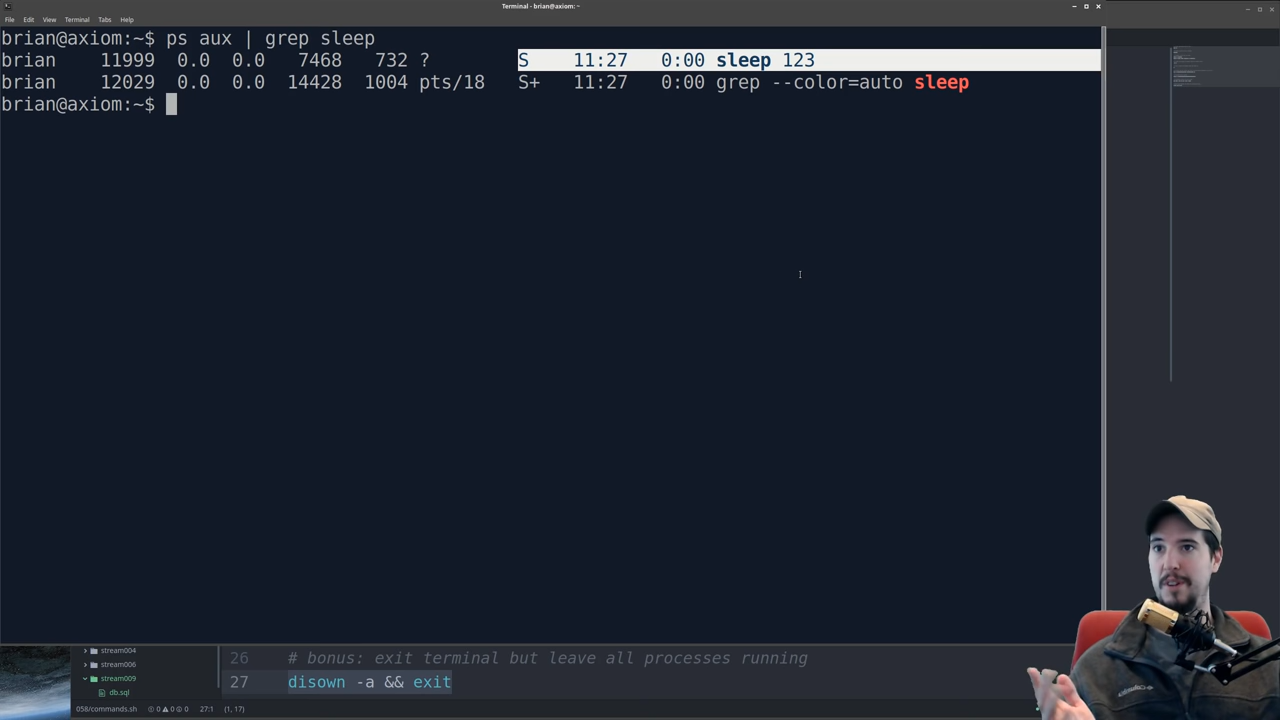 Terminal - brian@axiom: ~
File Edit View Terminal Tabs Help
brian@axiom:~$ ps aux | grep sleep
brian 11999 0.0 0.0 7468 732 ? S 11:27 0:00 sleep 123
brian 12029 0.0 0.0 14428 1004 pts/18 S+ 11:27 0:00 grep --color=auto sleep
brian@axiom:~$
stream004
stream006
stream009
db.sql
26 # bonus: exit terminal but leave all processes running
27 disown -a && exit
058/commands.sh 0 0 0 27:1 (1, 17)